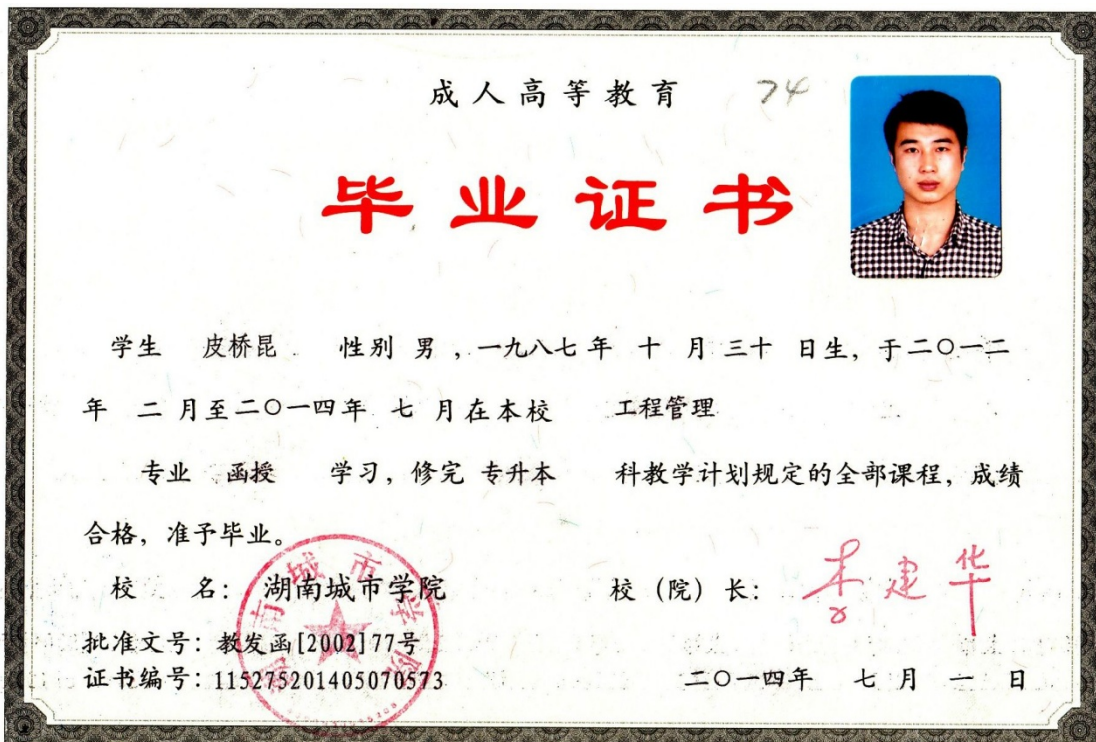 成人高等教育 74
毕业证书
学生 皮桥昆 性别 男，一九八七年 十 月 三十 日生，于二〇一二
年 二 月至二〇一四年 七 月在本校 工程管理
专业 函授 学习，修完 专升本 科教学计划规定的全部课程，成绩
合格，准予毕业。
校 名：湖南城市学院 校（院）长：李建华
批准文号：教发函[2002]77号
证书编号：115275201405070573 二〇一四年 七 月 一 日
湖南城市学院